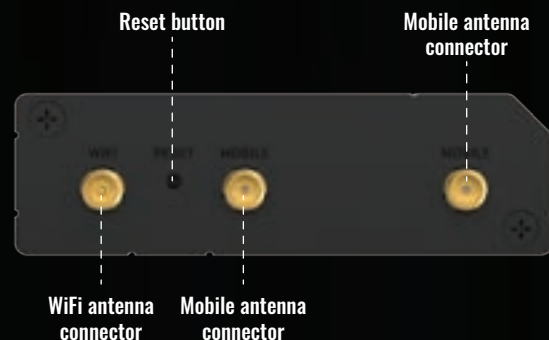 Reset button
Mobile antenna
connector
WIFI
RESET
MOBILE
MOBILE
WiFi antenna
connector
Mobile antenna
connector